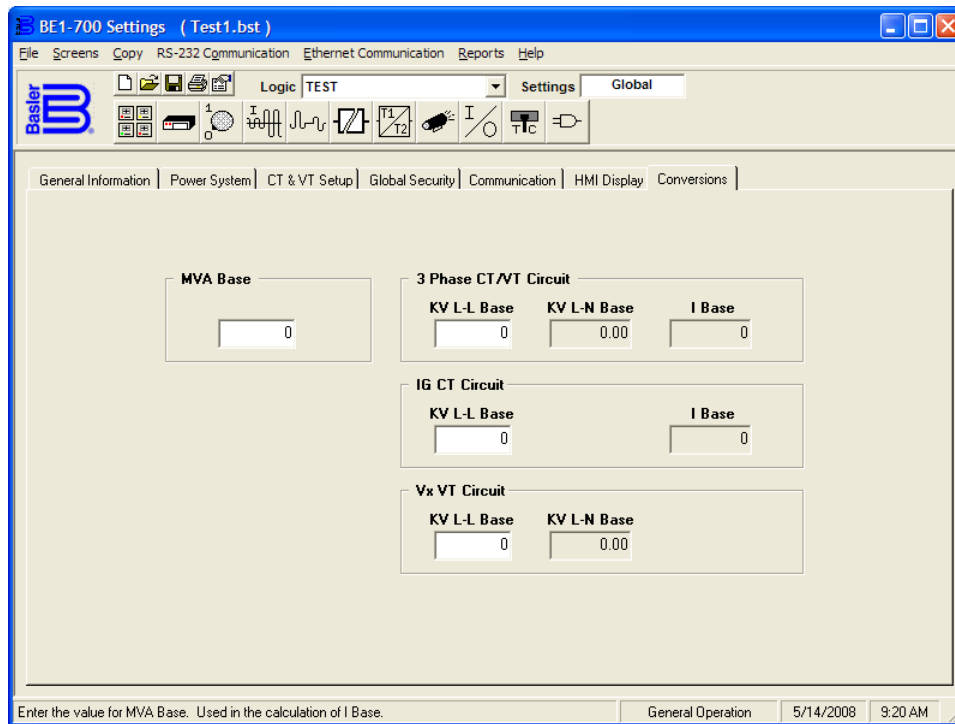 BE1-700 Settings ( Test1.bst )
File Screens Copy RS-232 Communication Ethernet Communication Reports Help
Basler
Logic TEST Settings Global
1 0 I T1 T2 I O T C
General Information Power System CT & VT Setup Global Security Communication HMI Display Conversions
MVA Base
0
3 Phase CT/VT Circuit
KV L-L Base KV L-N Base I Base
0 0.00 0
IG CT Circuit
KV L-L Base I Base
0 0
Vx VT Circuit
KV L-L Base KV L-N Base
0 0.00
Enter the value for MVA Base. Used in the calculation of I Base. General Operation 5/14/2008 9:20 AM